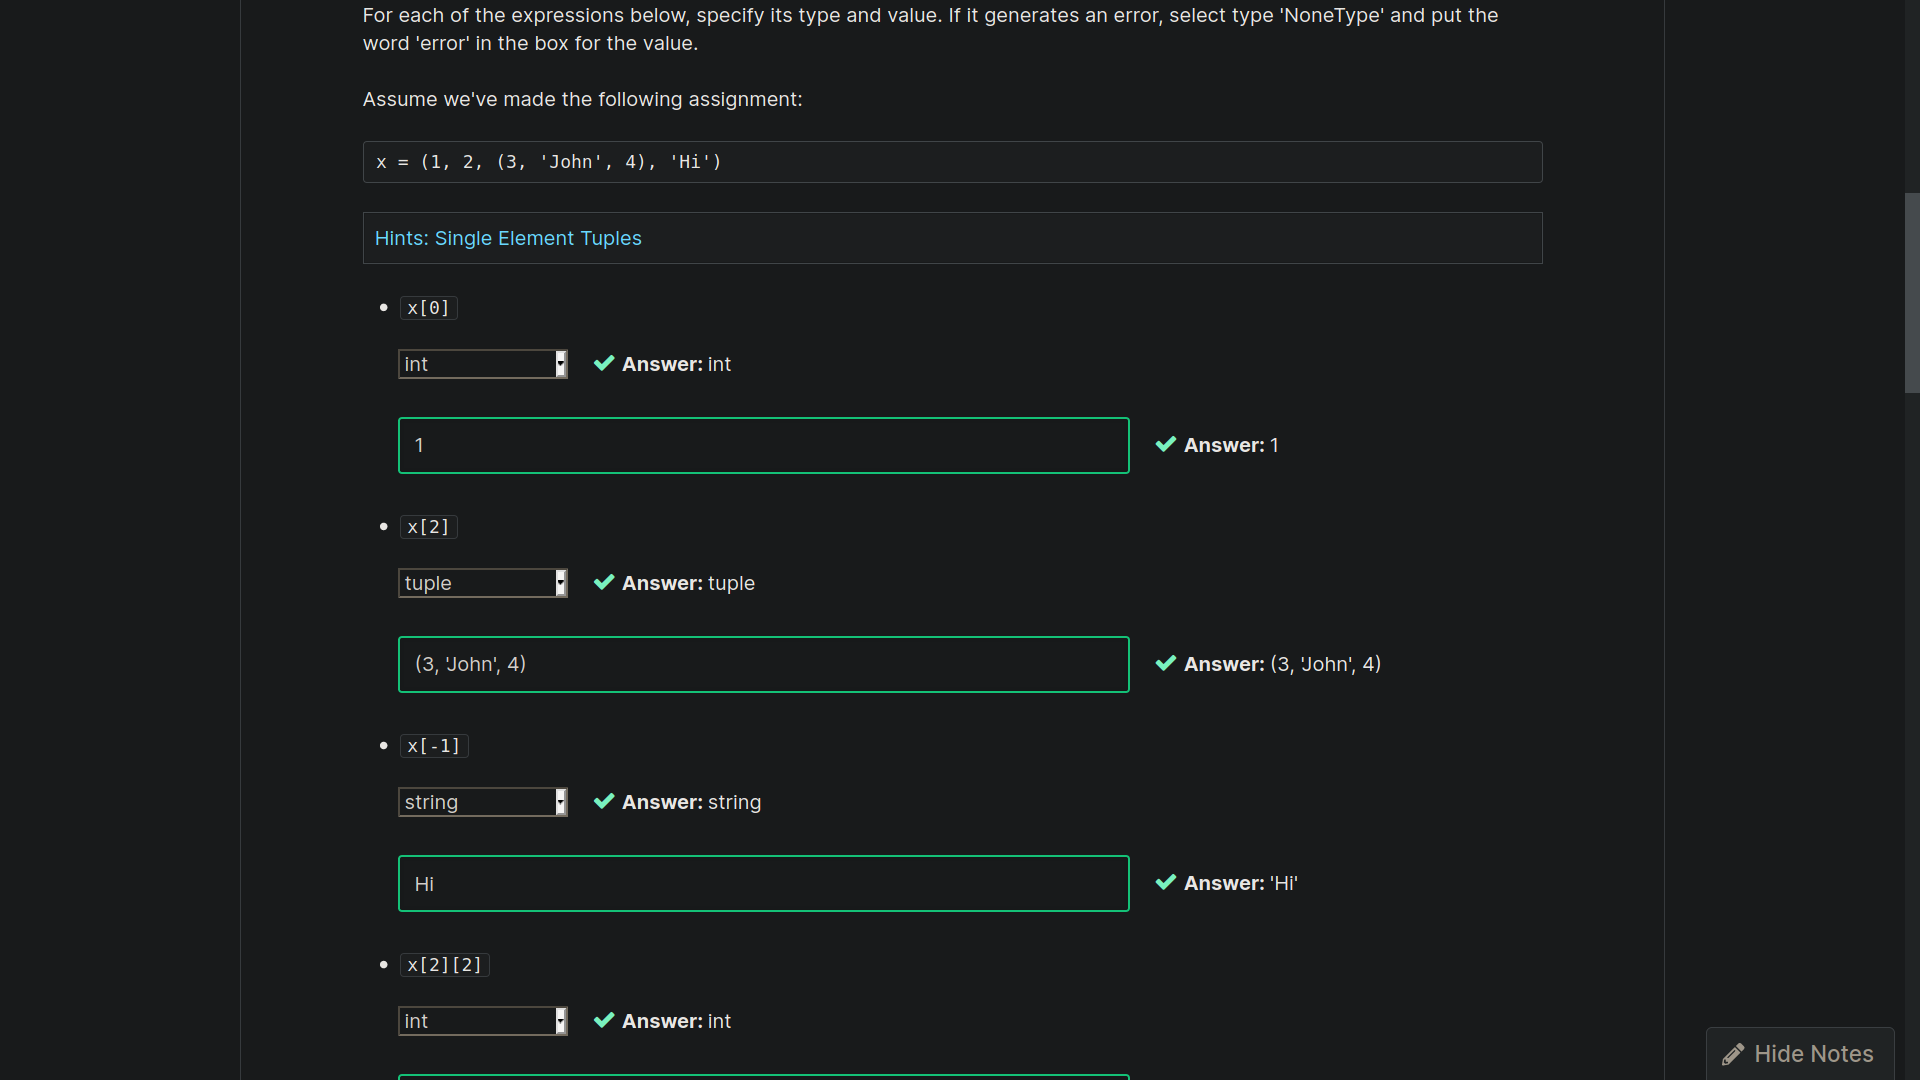 For each of the expressions below, specify its type and value. If it generates an error, select type 'NoneType' and put the
word 'error' in the box for the value.
Assume we've made the following assignment:
x = (1, 2, (3, 'John', 4), 'Hi')
Hints: Single Element Tuples
x[0]
int Answer: int
1 Answer: 1
x[2]
tuple Answer: tuple
(3, 'John', 4) Answer: (3, 'John', 4)
x[-1]
string Answer: string
Hi Answer: 'Hi'
x[2][2]
int Answer: int
Hide Notes